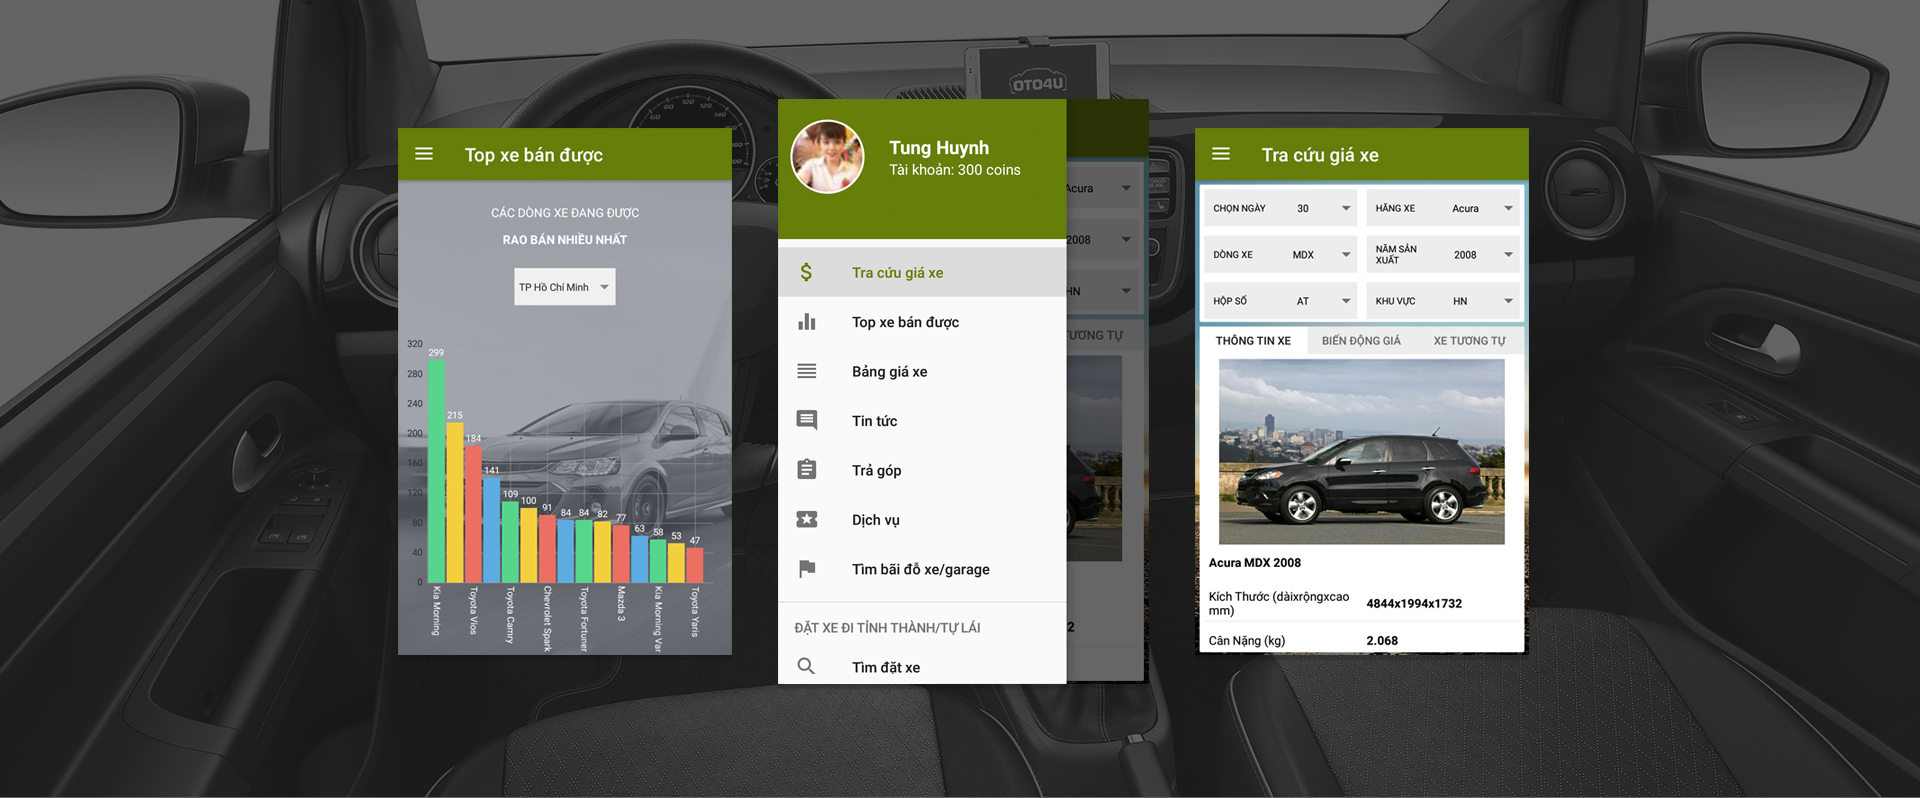 OTO4U
Top xe bán được
CÁC DÒNG XE ĐANG ĐƯỢC
RAO BÁN NHIỀU NHẤT
TP Hồ Chí Minh
320
280
240
200
160
120
80
40
0
299
215
184
141
109
100
91
84
84
82
77
63
58
53
47
Kia Morning
Toyota Vios
Toyota Camry
Chevrolet Spark
Toyota Fortuner
Mazda 3
Kia Morning Var
Toyota Yaris
Tung Huynh
Tài khoản: 300 coins
Tra cứu giá xe
Top xe bán được
Bảng giá xe
Tin tức
Trả góp
Dịch vụ
Tìm bãi đỗ xe/garage
ĐẶT XE ĐI TỈNH THÀNH/TỰ LÁI
Tìm đặt xe
Acura
2008
HN
TƯƠNG TỰ
2
Tra cứu giá xe
CHỌN NGÀY 30 HÃNG XE Acura
DÒNG XE MDX NĂM SẢN XUẤT 2008
HỘP SỐ AT KHU VỰC HN
THÔNG TIN XE BIẾN ĐỘNG GIÁ XE TƯƠNG TỰ
Acura MDX 2008
Kích Thước (dàixrộngxcao
mm) 4844x1994x1732
Cân Nặng (kg) 2.068